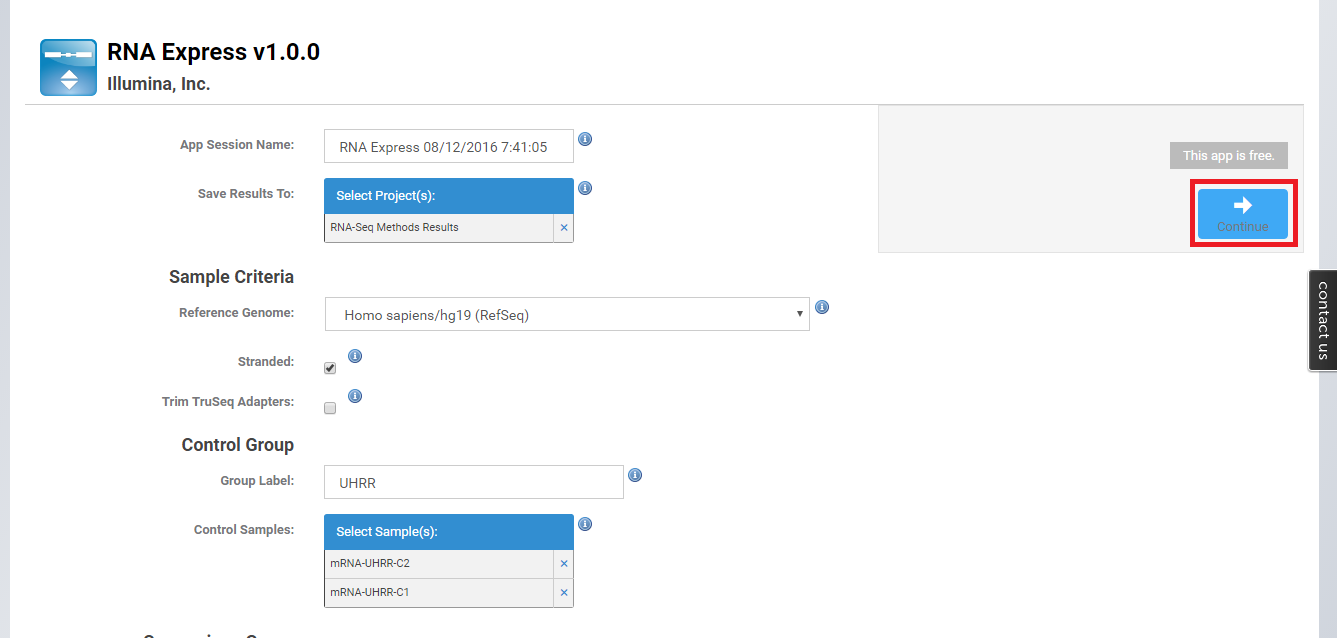 RNA Express v1.0.0
Illumina, Inc.
App Session Name:
RNA Express 08/12/2016 7:41:05
This app is free.
Save Results To:
Select Project(s):
RNA-Seq Methods Results
×
Continue
Sample Criteria
Reference Genome:
Homo sapiens/hg19 (RefSeq)
contact us
Stranded:
Trim TruSeq Adapters:
Control Group
Group Label:
UHRR
Control Samples:
Select Sample(s):
mRNA-UHRR-C2
×
mRNA-UHRR-C1
×